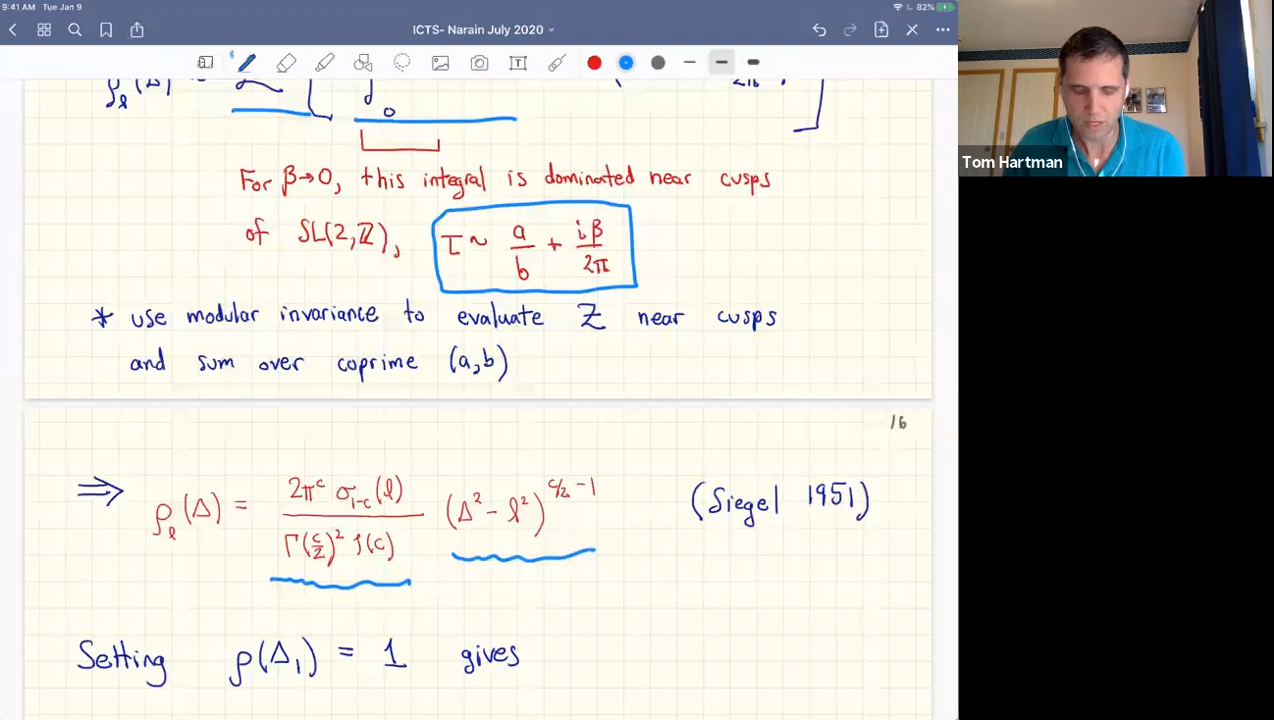 9:41 AM Tue Jan 9
82%
ICTS- Narain July 2020
For β→0, this integral is dominated near cusps
of SL(2,ℤ), τ ~ a/b + iβ/2π
* use modular invariance to evaluate Z near cusps
and sum over coprime (a,b)
16
⇒ ρ_ℓ(Δ) = 2π^c σ_{1-c}(ℓ) / Γ(c/2)^2 ζ(c) (Δ^2 - ℓ^2)^{c/2 - 1} (Siegel 1951)
Setting ρ(Δ_1) = 1 gives
Tom Hartman